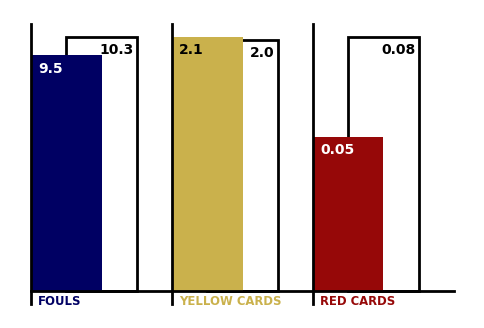 10.3
9.5
2.1
2.0
0.08
0.05
FOULS
YELLOW CARDS
RED CARDS